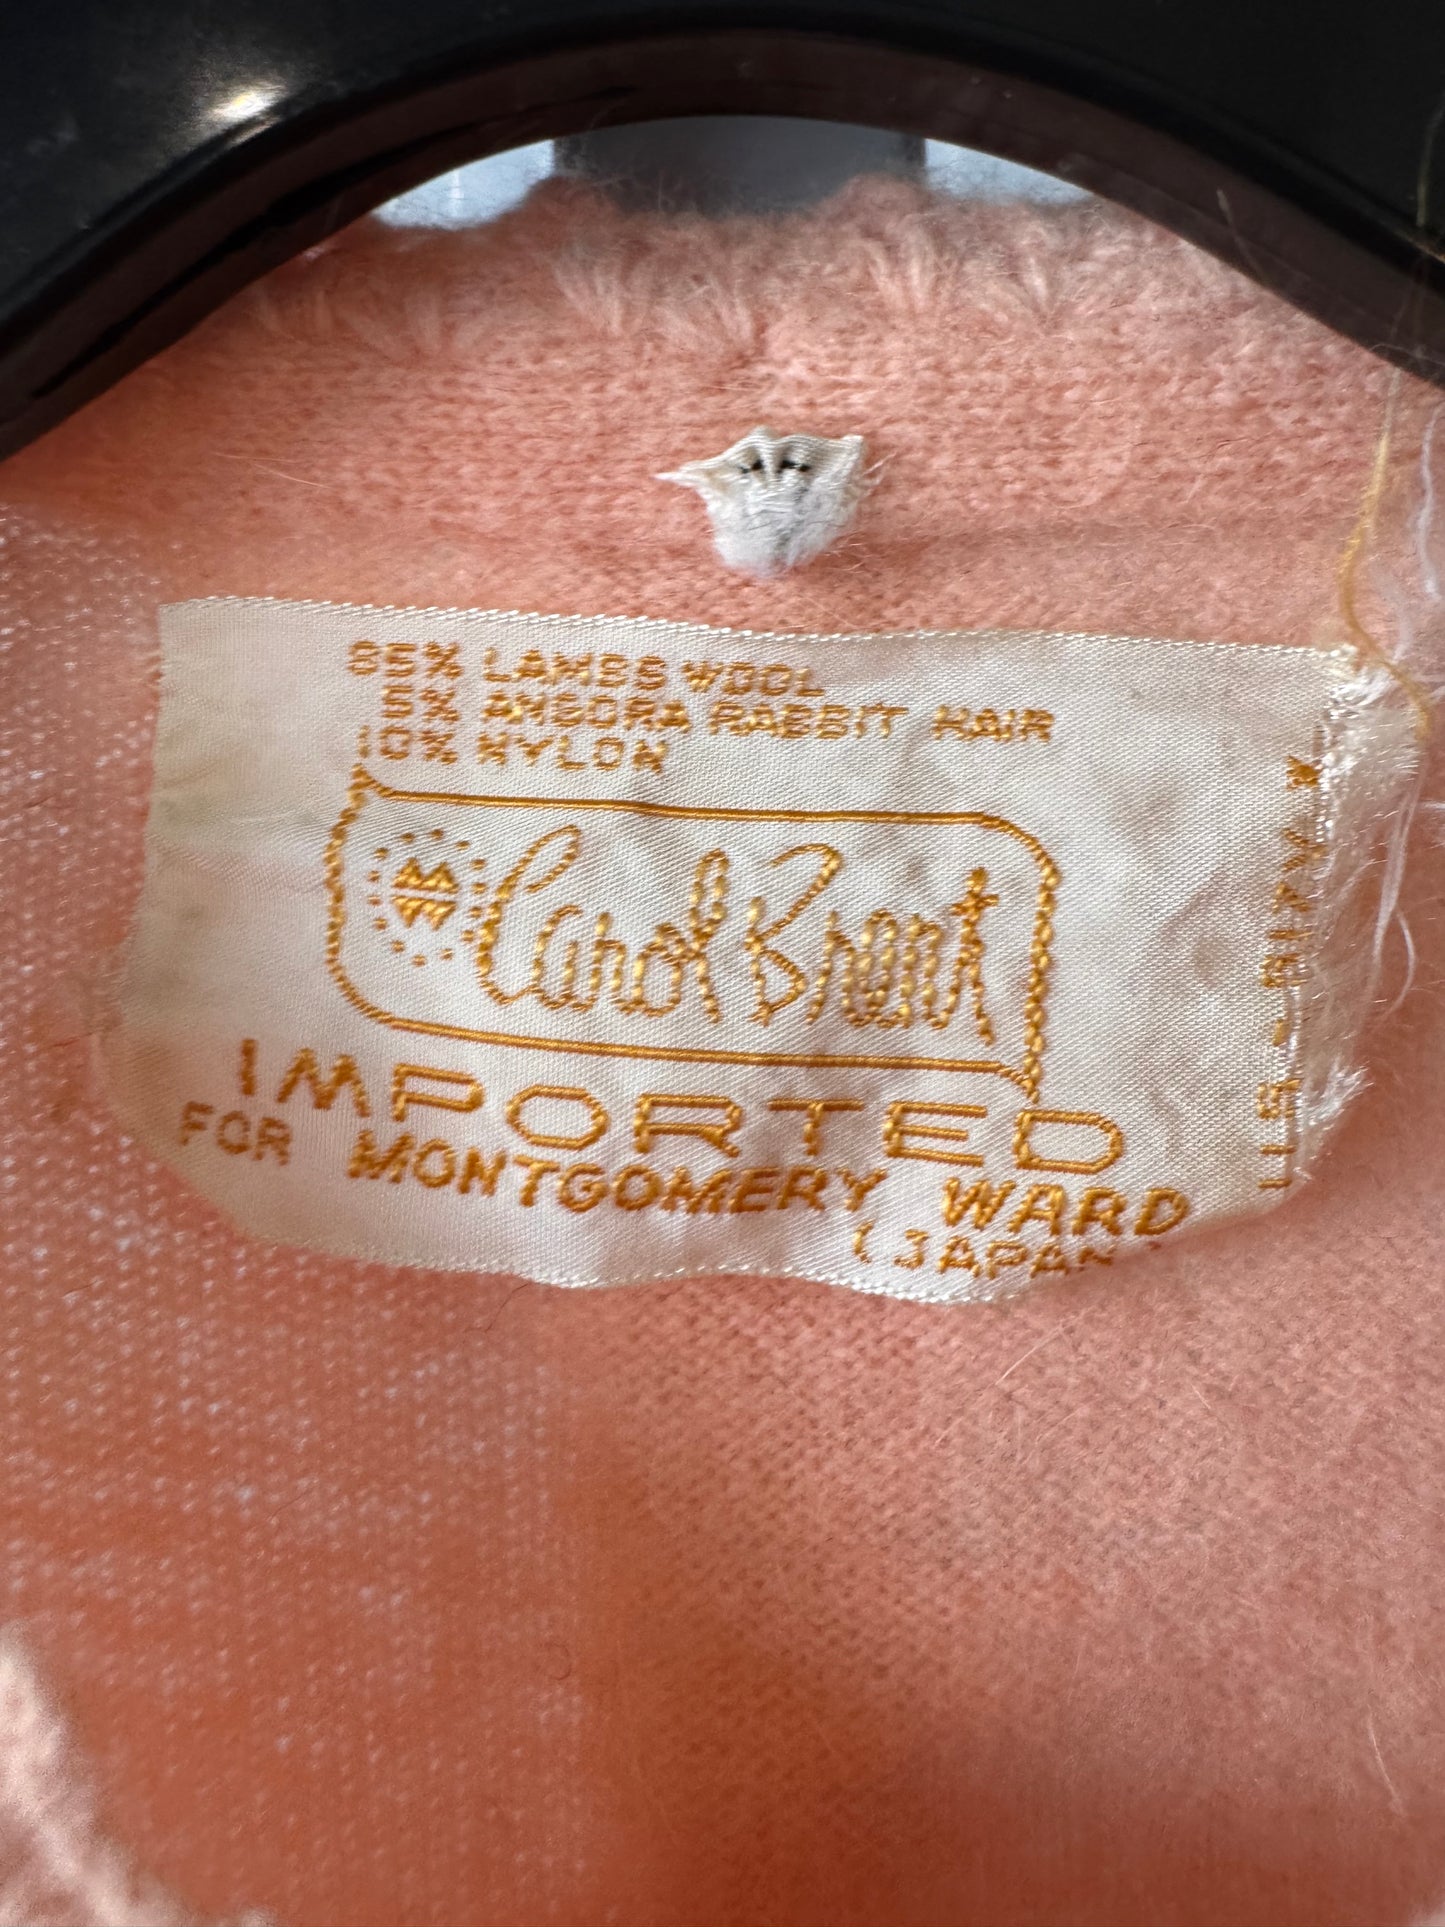 85% LAMBS WOOL
5% ANGORA RABBIT HAIR
10% NYLON
M
W
Carol Brent
IMPORTED
FOR MONTGOMERY WARD
(JAPAN